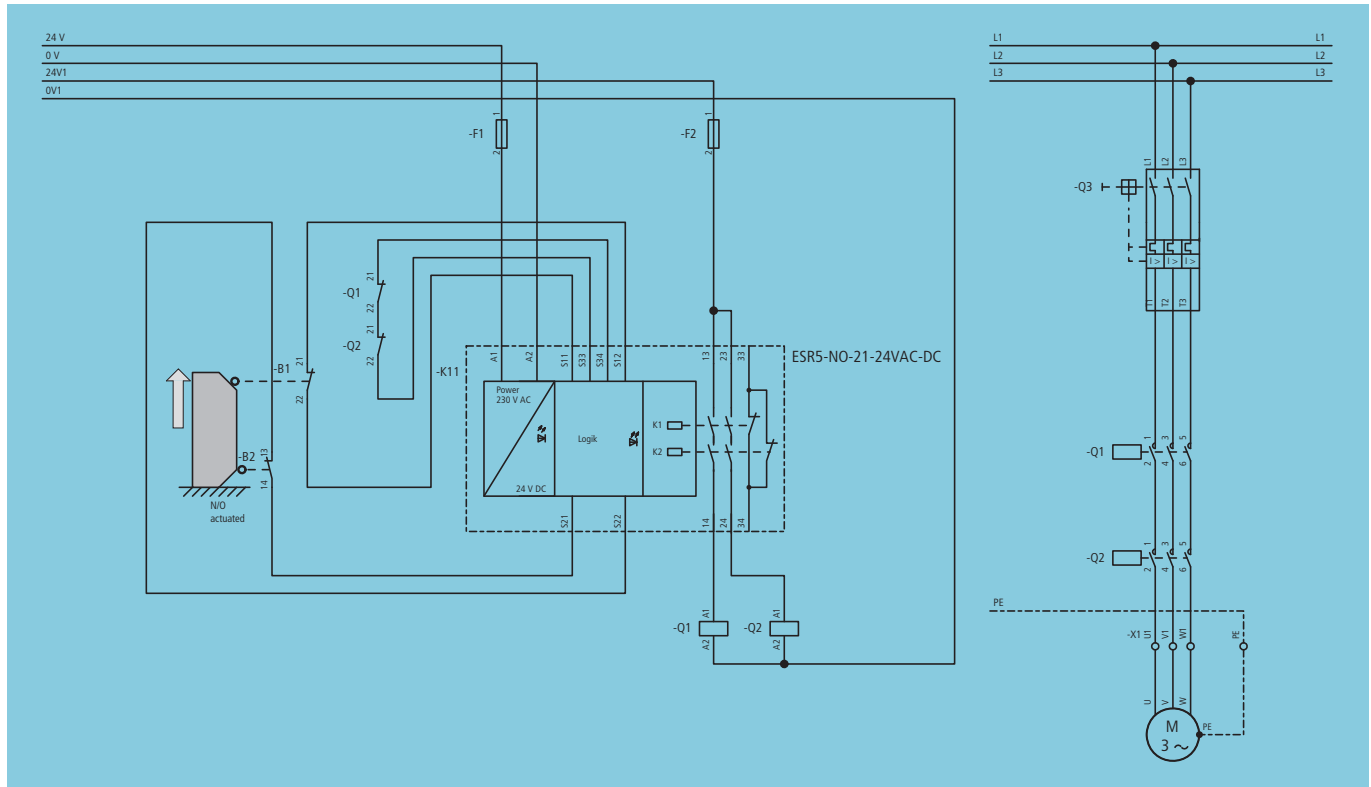 24 V
0 V
24V1
0V1
L1 L1
L2 L2
L3 L3
-F1 1 2
-F2 1 2
L1 L2 L3
-Q3
I > I > I >
T1 T2 T3
-Q1 21 22
-Q2 21 22
-B1 21 22
-B2 13 14
N/O
actuated
-K11
ESR5-NO-21-24VAC-DC
A1 A2 S11 S33 S34 S12 13 23 33
Power
230 V AC
Logik
24 V DC
K1
K2
S21 S22 14 24 34
-Q1 A1 A2
-Q2 A1 A2
-Q1 1 3 5
2 4 6
-Q2 1 3 5
2 4 6
PE
-X1 U1 V1 W1 PE
U V W
M
3 ~
PE